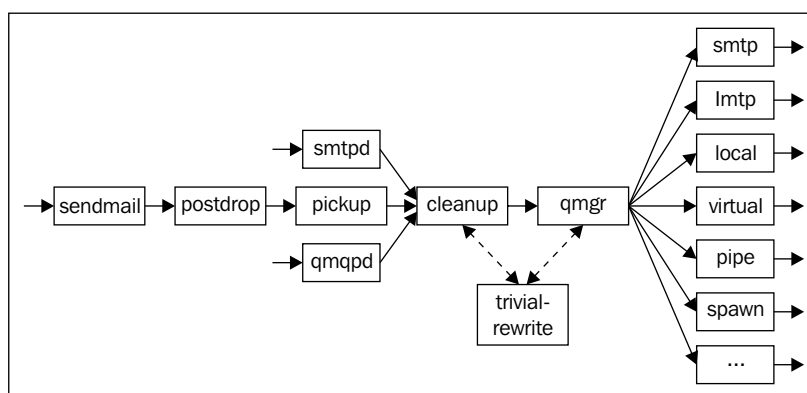 smtp
lmtp
smtpd
local
sendmail
postdrop
pickup
cleanup
qmgr
virtual
qmqpd
pipe
trivial-
rewrite
spawn
...